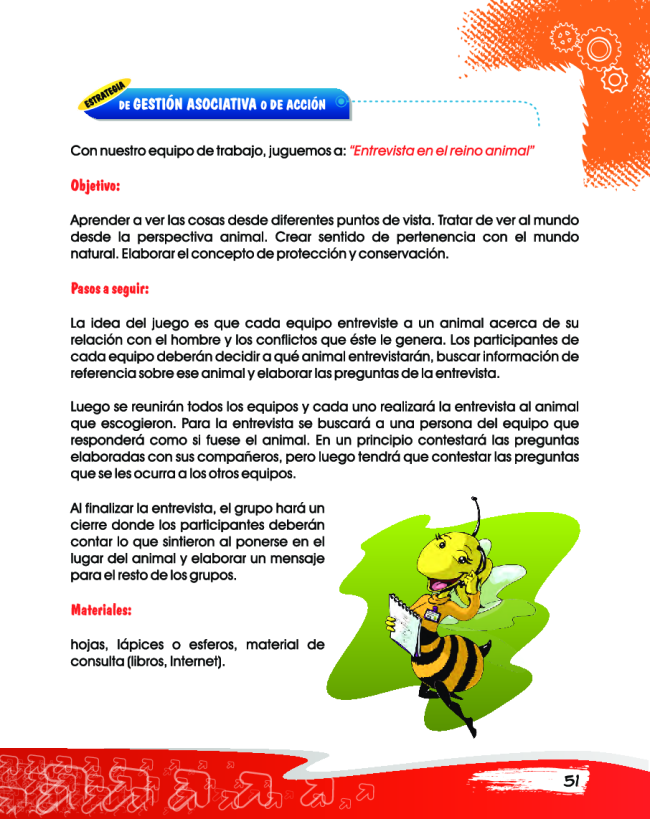 ESTRATEGIA
DE GESTIÓN ASOCIATIVA O DE ACCIÓN
Con nuestro equipo de trabajo, juguemos a: "Entrevista en el reino animal"
Objetivo:
Aprender a ver las cosas desde diferentes puntos de vista. Tratar de ver al mundo
desde la perspectiva animal. Crear sentido de pertenencia con el mundo
natural. Elaborar el concepto de protección y conservación.
Pasos a seguir:
La idea del juego es que cada equipo entreviste a un animal acerca de su
relación con el hombre y los conflictos que éste le genera. Los participantes de
cada equipo deberán decidir a qué animal entrevistarán, buscar información de
referencia sobre ese animal y elaborar las preguntas de la entrevista.
Luego se reunirán todos los equipos y cada uno realizará la entrevista al animal
que escogieron. Para la entrevista se buscará a una persona del equipo que
responderá como si fuese el animal. En un principio contestará las preguntas
elaboradas con sus compañeros, pero luego tendrá que contestar las preguntas
que se les ocurra a los otros equipos.
Al finalizar la entrevista, el grupo hará un
cierre donde los participantes deberán
contar lo que sintieron al ponerse en el
lugar del animal y elaborar un mensaje
para el resto de los grupos.
Materiales:
hojas, lápices o esferos, material de
consulta (libros, Internet).
51